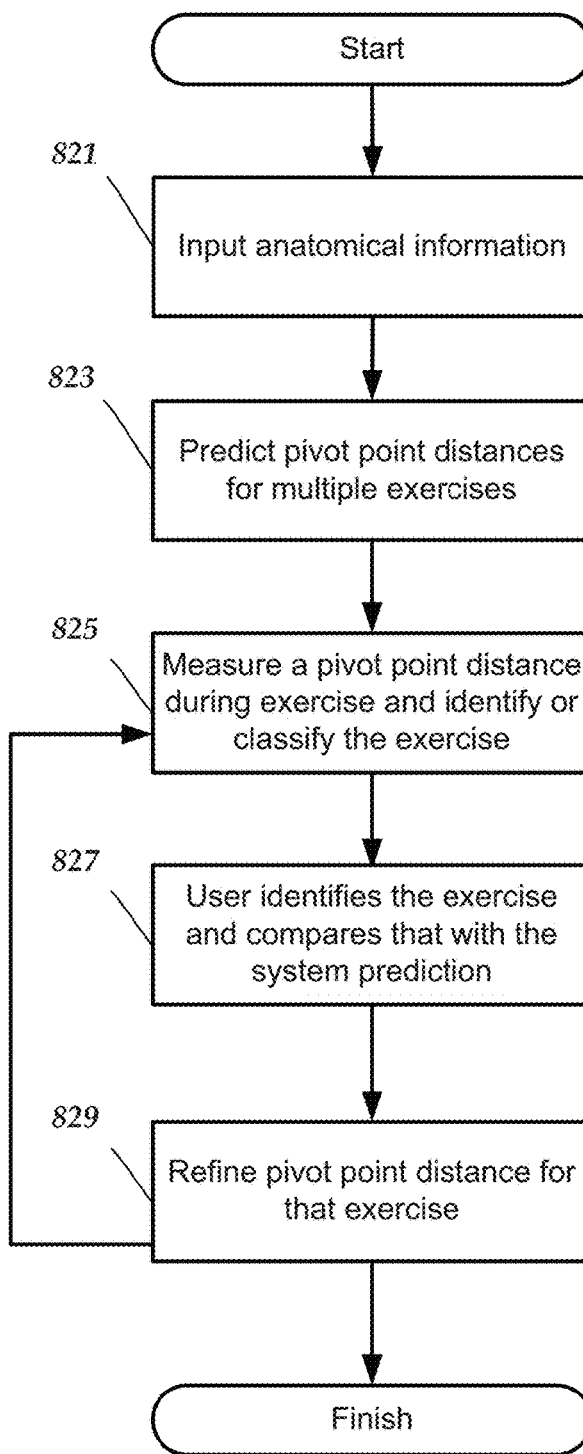 Start
821
Input anatomical information
823
Predict pivot point distances
for multiple exercises
825
Measure a pivot point distance
during exercise and identify or
classify the exercise
827
User identifies the exercise
and compares that with the
system prediction
829
Refine pivot point distance for
that exercise
Finish